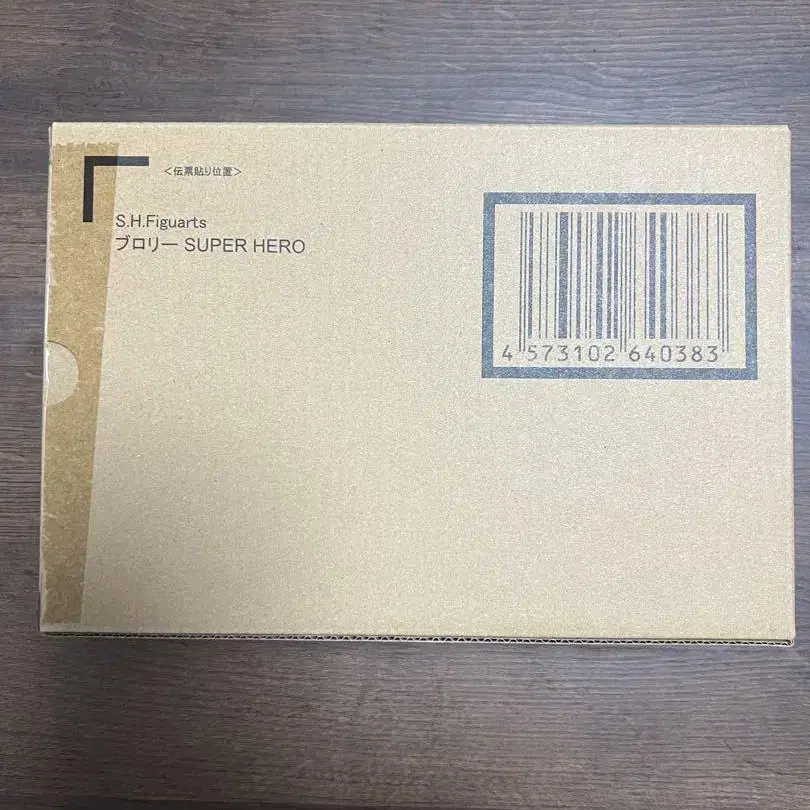 <伝票貼り位置>
S.H.Figuarts
ブロリー SUPER HERO
4 573102 640383